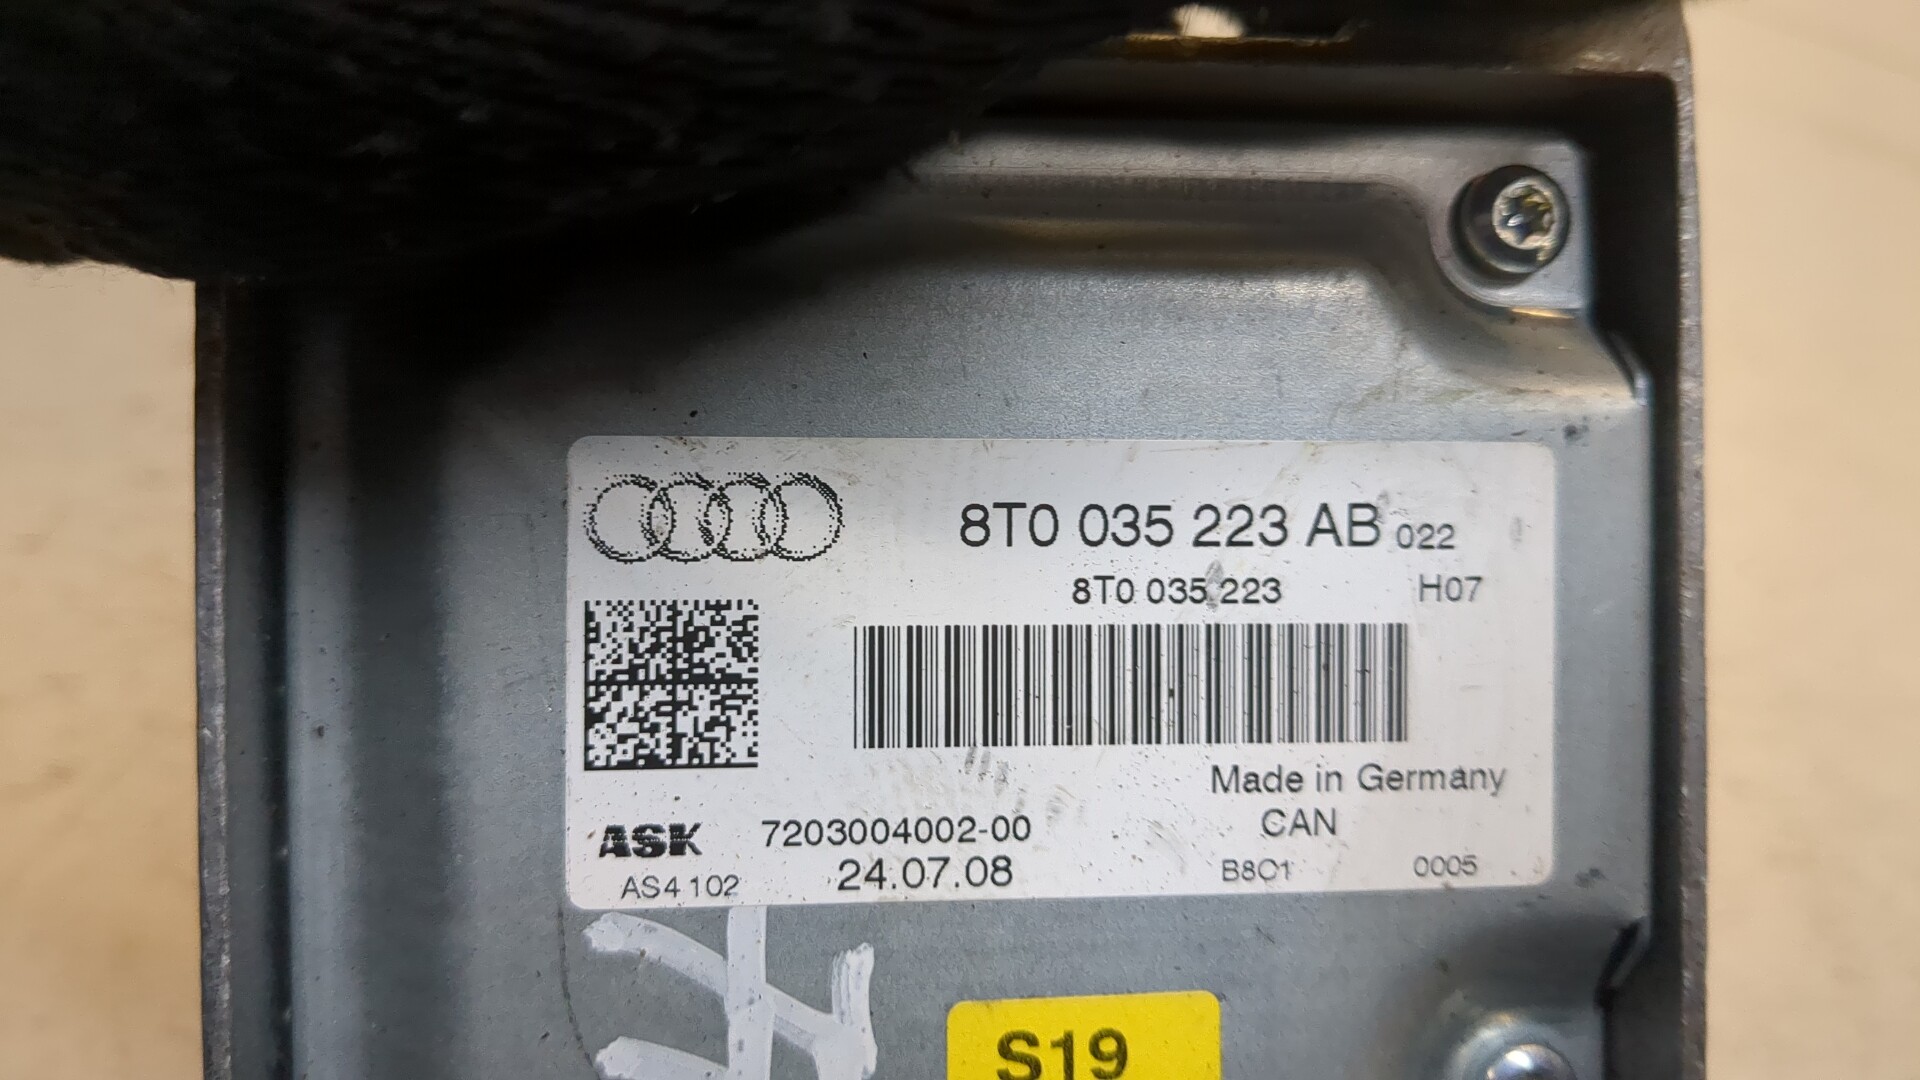 8T0 035 223 AB 022
8T0 035 223 H07
Made in Germany
ASK 7203004002-00 CAN
AS4 102 24.07.08 B8C1 0005
S19